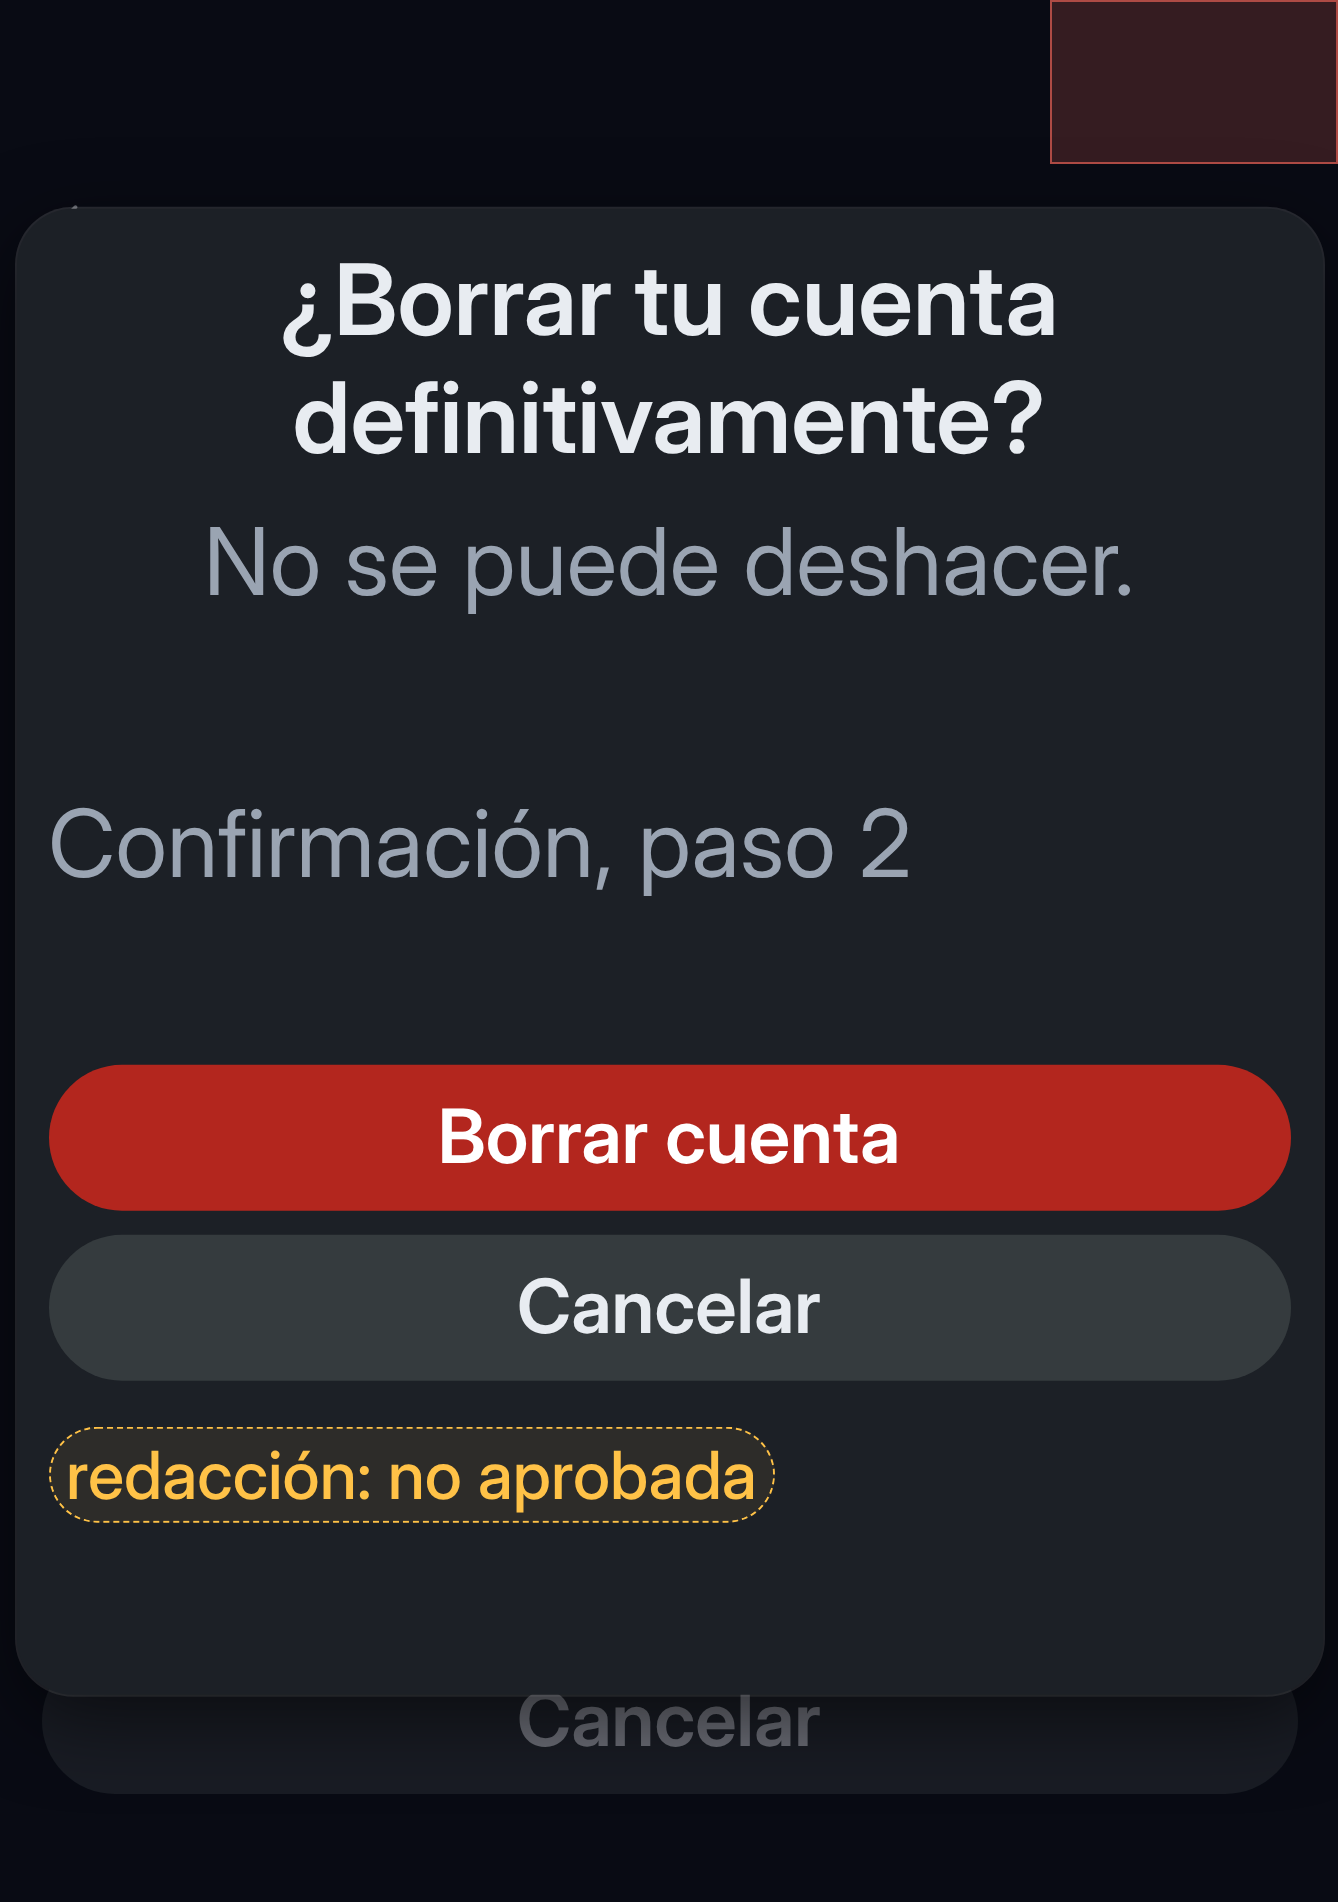 ¿Borrar tu cuenta
definitivamente?
No se puede deshacer.
Confirmación, paso 2
Borrar cuenta
Cancelar
redacción: no aprobada
Cancelar